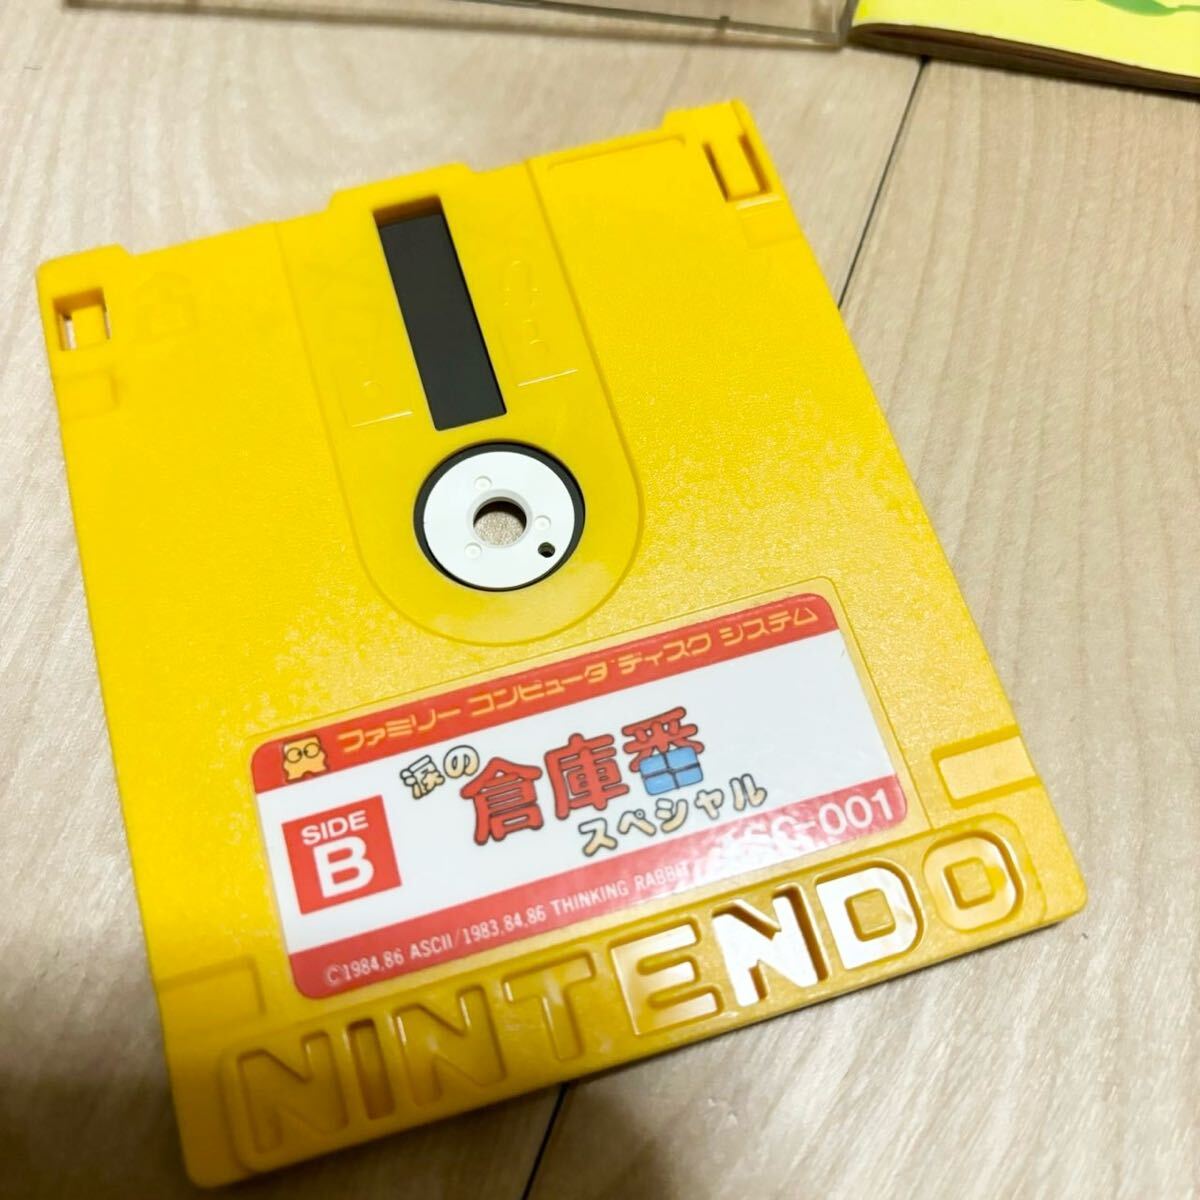 ファミリー コンピュータ ディスク システム
SIDE
B
涙の
倉庫番
スペシャル
-001
©1984,86 ASCII/1983,84,86 THINKING RABBIT
NINTENDO